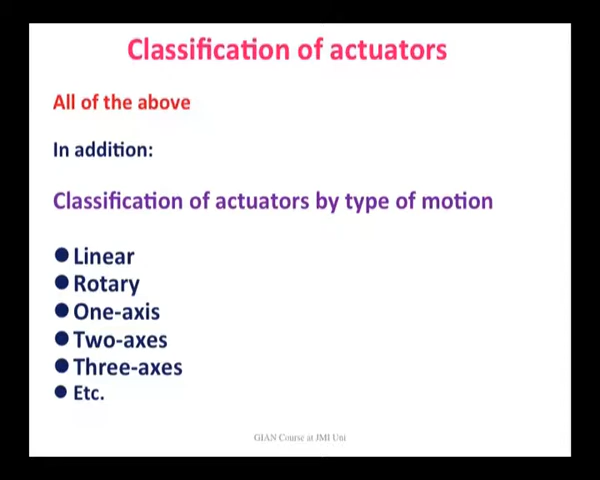 Classification of actuators
All of the above
In addition:
Classification of actuators by type of motion
● Linear
● Rotary
● One-axis
● Two-axes
● Three-axes
● Etc.
GIAN Course at JMI Uni